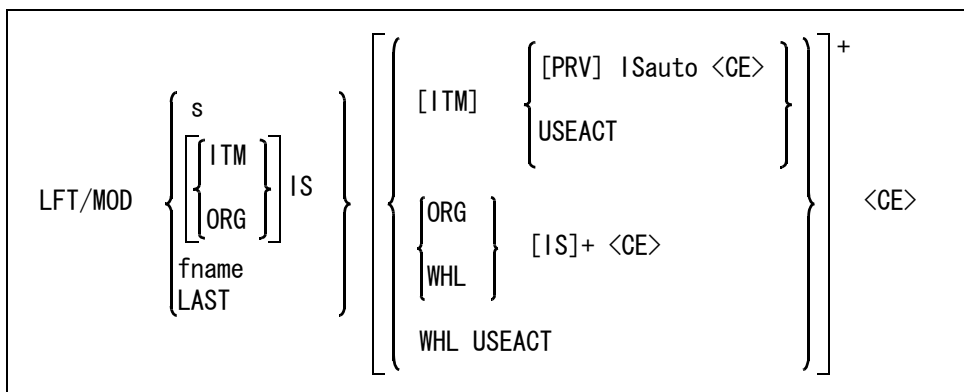 [PRV] ISauto <CE>
[ITM]
USEACT
s
ITM
LFT/MOD
IS
ORG
fname
LAST
ORG
WHL
[IS]+ <CE>
WHL USEACT
+
<CE>